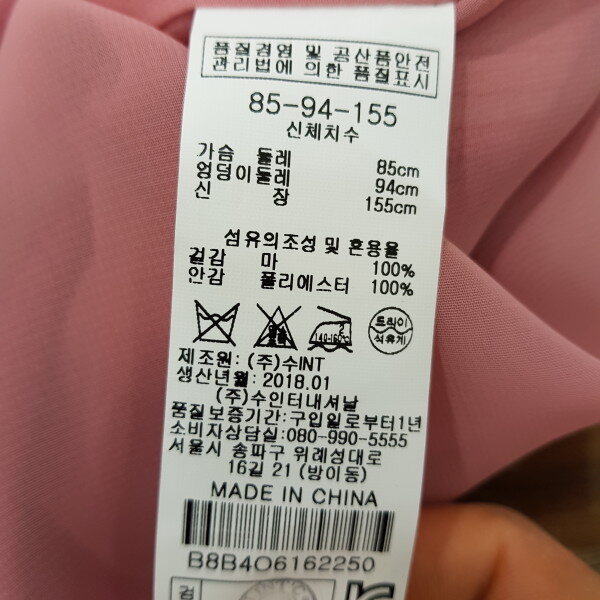 품질경영 및 공산품안전
관리법에 의한 품질표시
85-94-155
신체치수
가슴 둘레 85cm
엉덩이둘레 94cm
신 장 155cm
섬유의조성 및 혼용율
겉감 마 100%
안감 폴리에스터 100%
140-160℃
드라이
석유계
제조원: (주)수INT
생산년월: 2018.01
(주)수인터내셔날
품질보증기간:구입일로부터1년
소비자상담실:080-990-5555
서울시 송파구 위례성대로
16길 21 (방이동)
MADE IN CHINA
B8B4O6162250
검